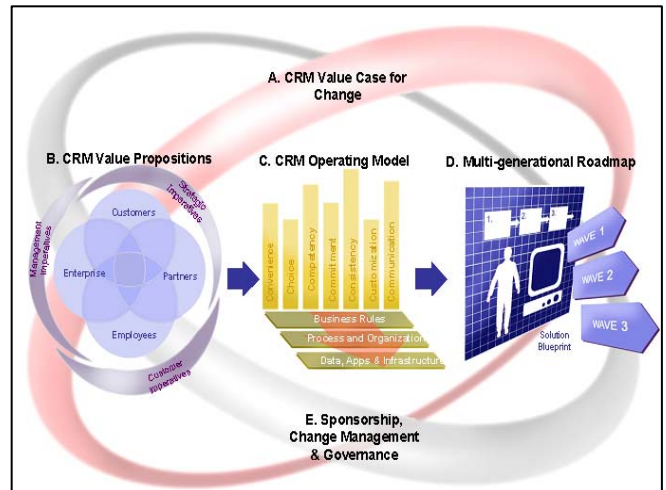 A. CRM Value Case for
Change
B. CRM Value Propositions
C. CRM Operating Model
D. Multi-generational Roadmap
Strategic Imperatives
Management Imperatives
Customer Imperatives
Customers
Enterprise
Partners
Employees
Convenience
Choice
Competency
Commitment
Consistency
Customization
Communication
Business Rules
Process and Organization
Data, Apps & Infrastructure
1.
2.
3.
WAVE 1
WAVE 2
WAVE 3
Solution
Blueprint
E. Sponsorship,
Change Management
& Governance